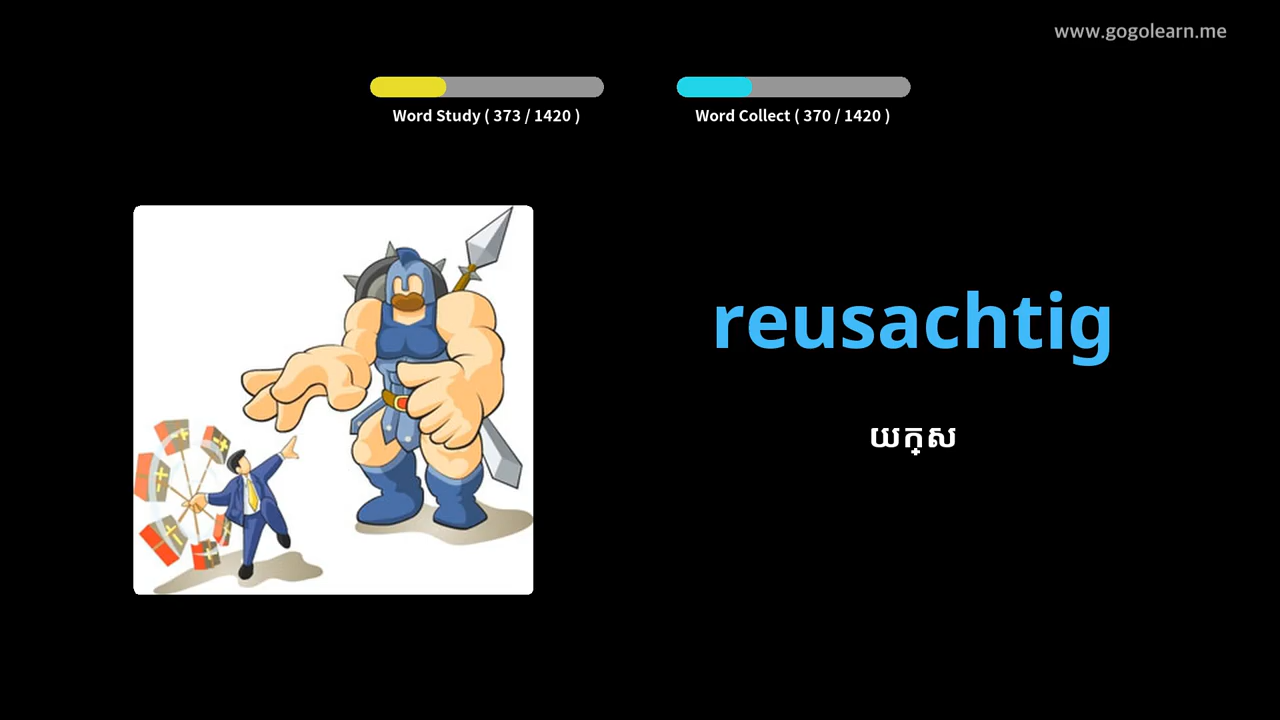 www.gogolearn.me
Word Study ( 373 / 1420 )
Word Collect ( 370 / 1420 )
reusachtig
យក្ស